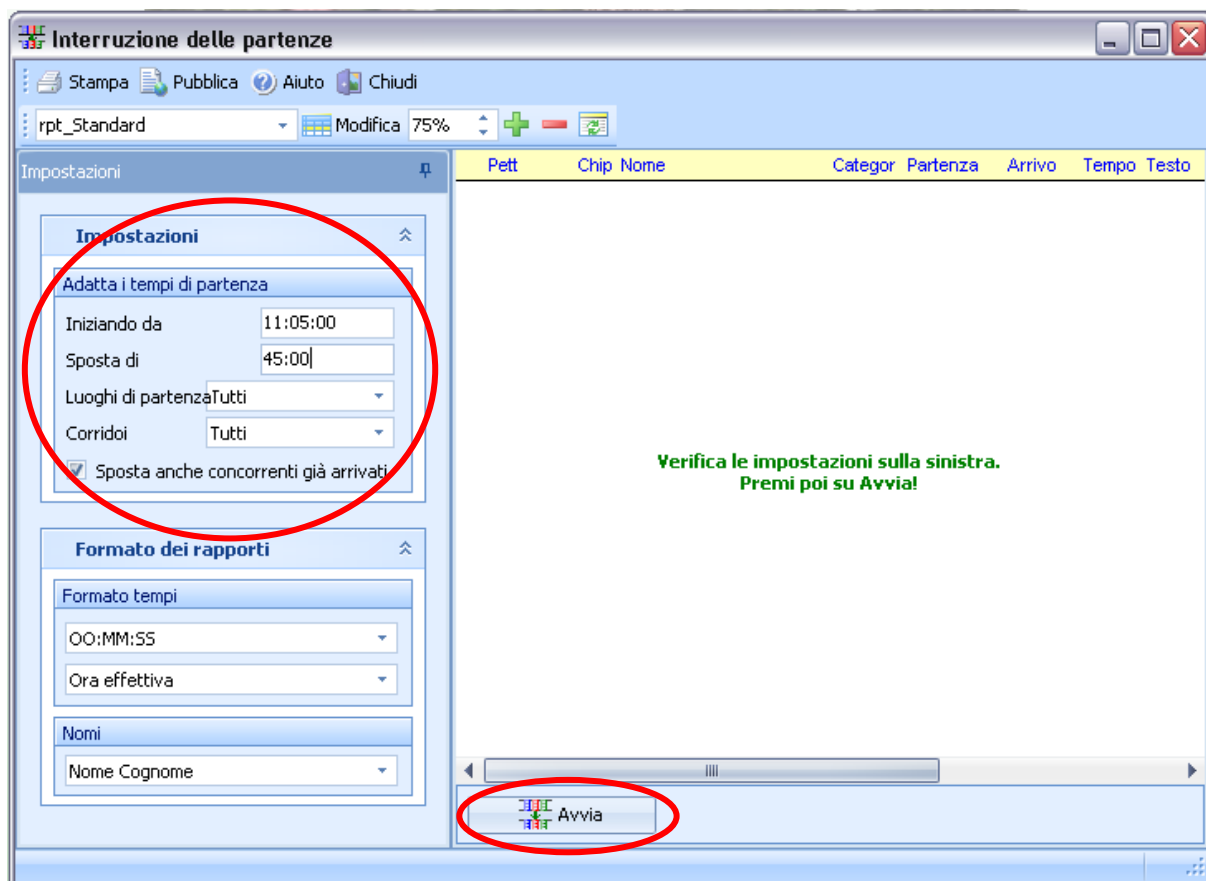 Interruzione delle partenze
Stampa Pubblica Aiuto Chiudi
rpt_Standard Modifica 75%
Impostazioni
Pett Chip Nome Categor Partenza Arrivo Tempo Testo
Impostazioni
Adatta i tempi di partenza
Iniziando da 11:05:00
Sposta di 45:00
Luoghi di partenza Tutti
Corridoi Tutti
Sposta anche concorrenti già arrivati
Verifica le impostazioni sulla sinistra.
Premi poi su Avvia!
Formato dei rapporti
Formato tempi
OO:MM:SS
Ora effettiva
Nomi
Nome Cognome
Avvia